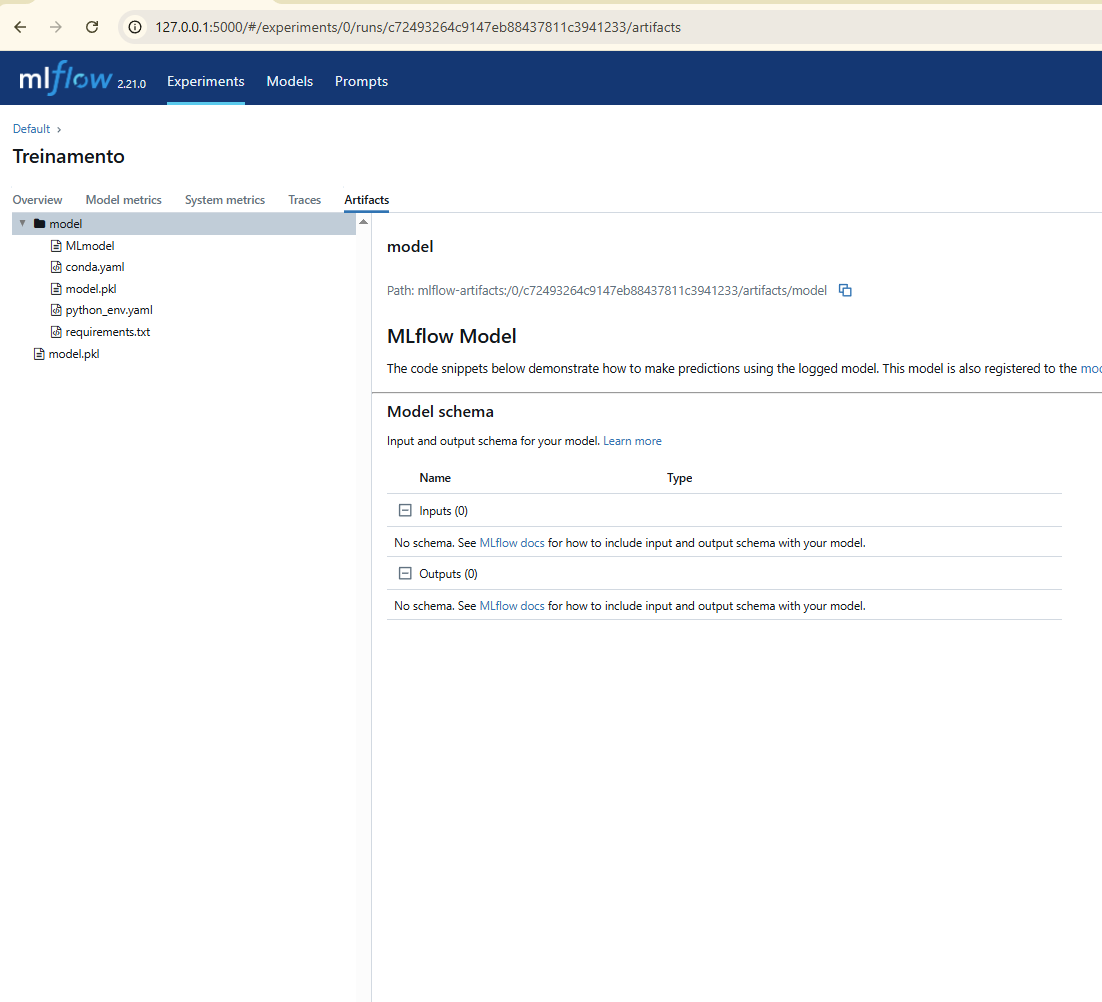 127.0.0.1:5000/#/experiments/0/runs/c72493264c9147eb88437811c3941233/artifacts
mlflow 2.21.0 Experiments Models Prompts
Default ›
Treinamento
Overview Model metrics System metrics Traces Artifacts
model
MLmodel
conda.yaml
model.pkl
python_env.yaml
requirements.txt
model.pkl
model
Path: mlflow-artifacts:/0/c72493264c9147eb88437811c3941233/artifacts/model
MLflow Model
The code snippets below demonstrate how to make predictions using the logged model. This model is also registered to the
Model schema
Input and output schema for your model. Learn more
Name Type
Inputs (0)
No schema. See MLflow docs for how to include input and output schema with your model.
Outputs (0)
No schema. See MLflow docs for how to include input and output schema with your model.